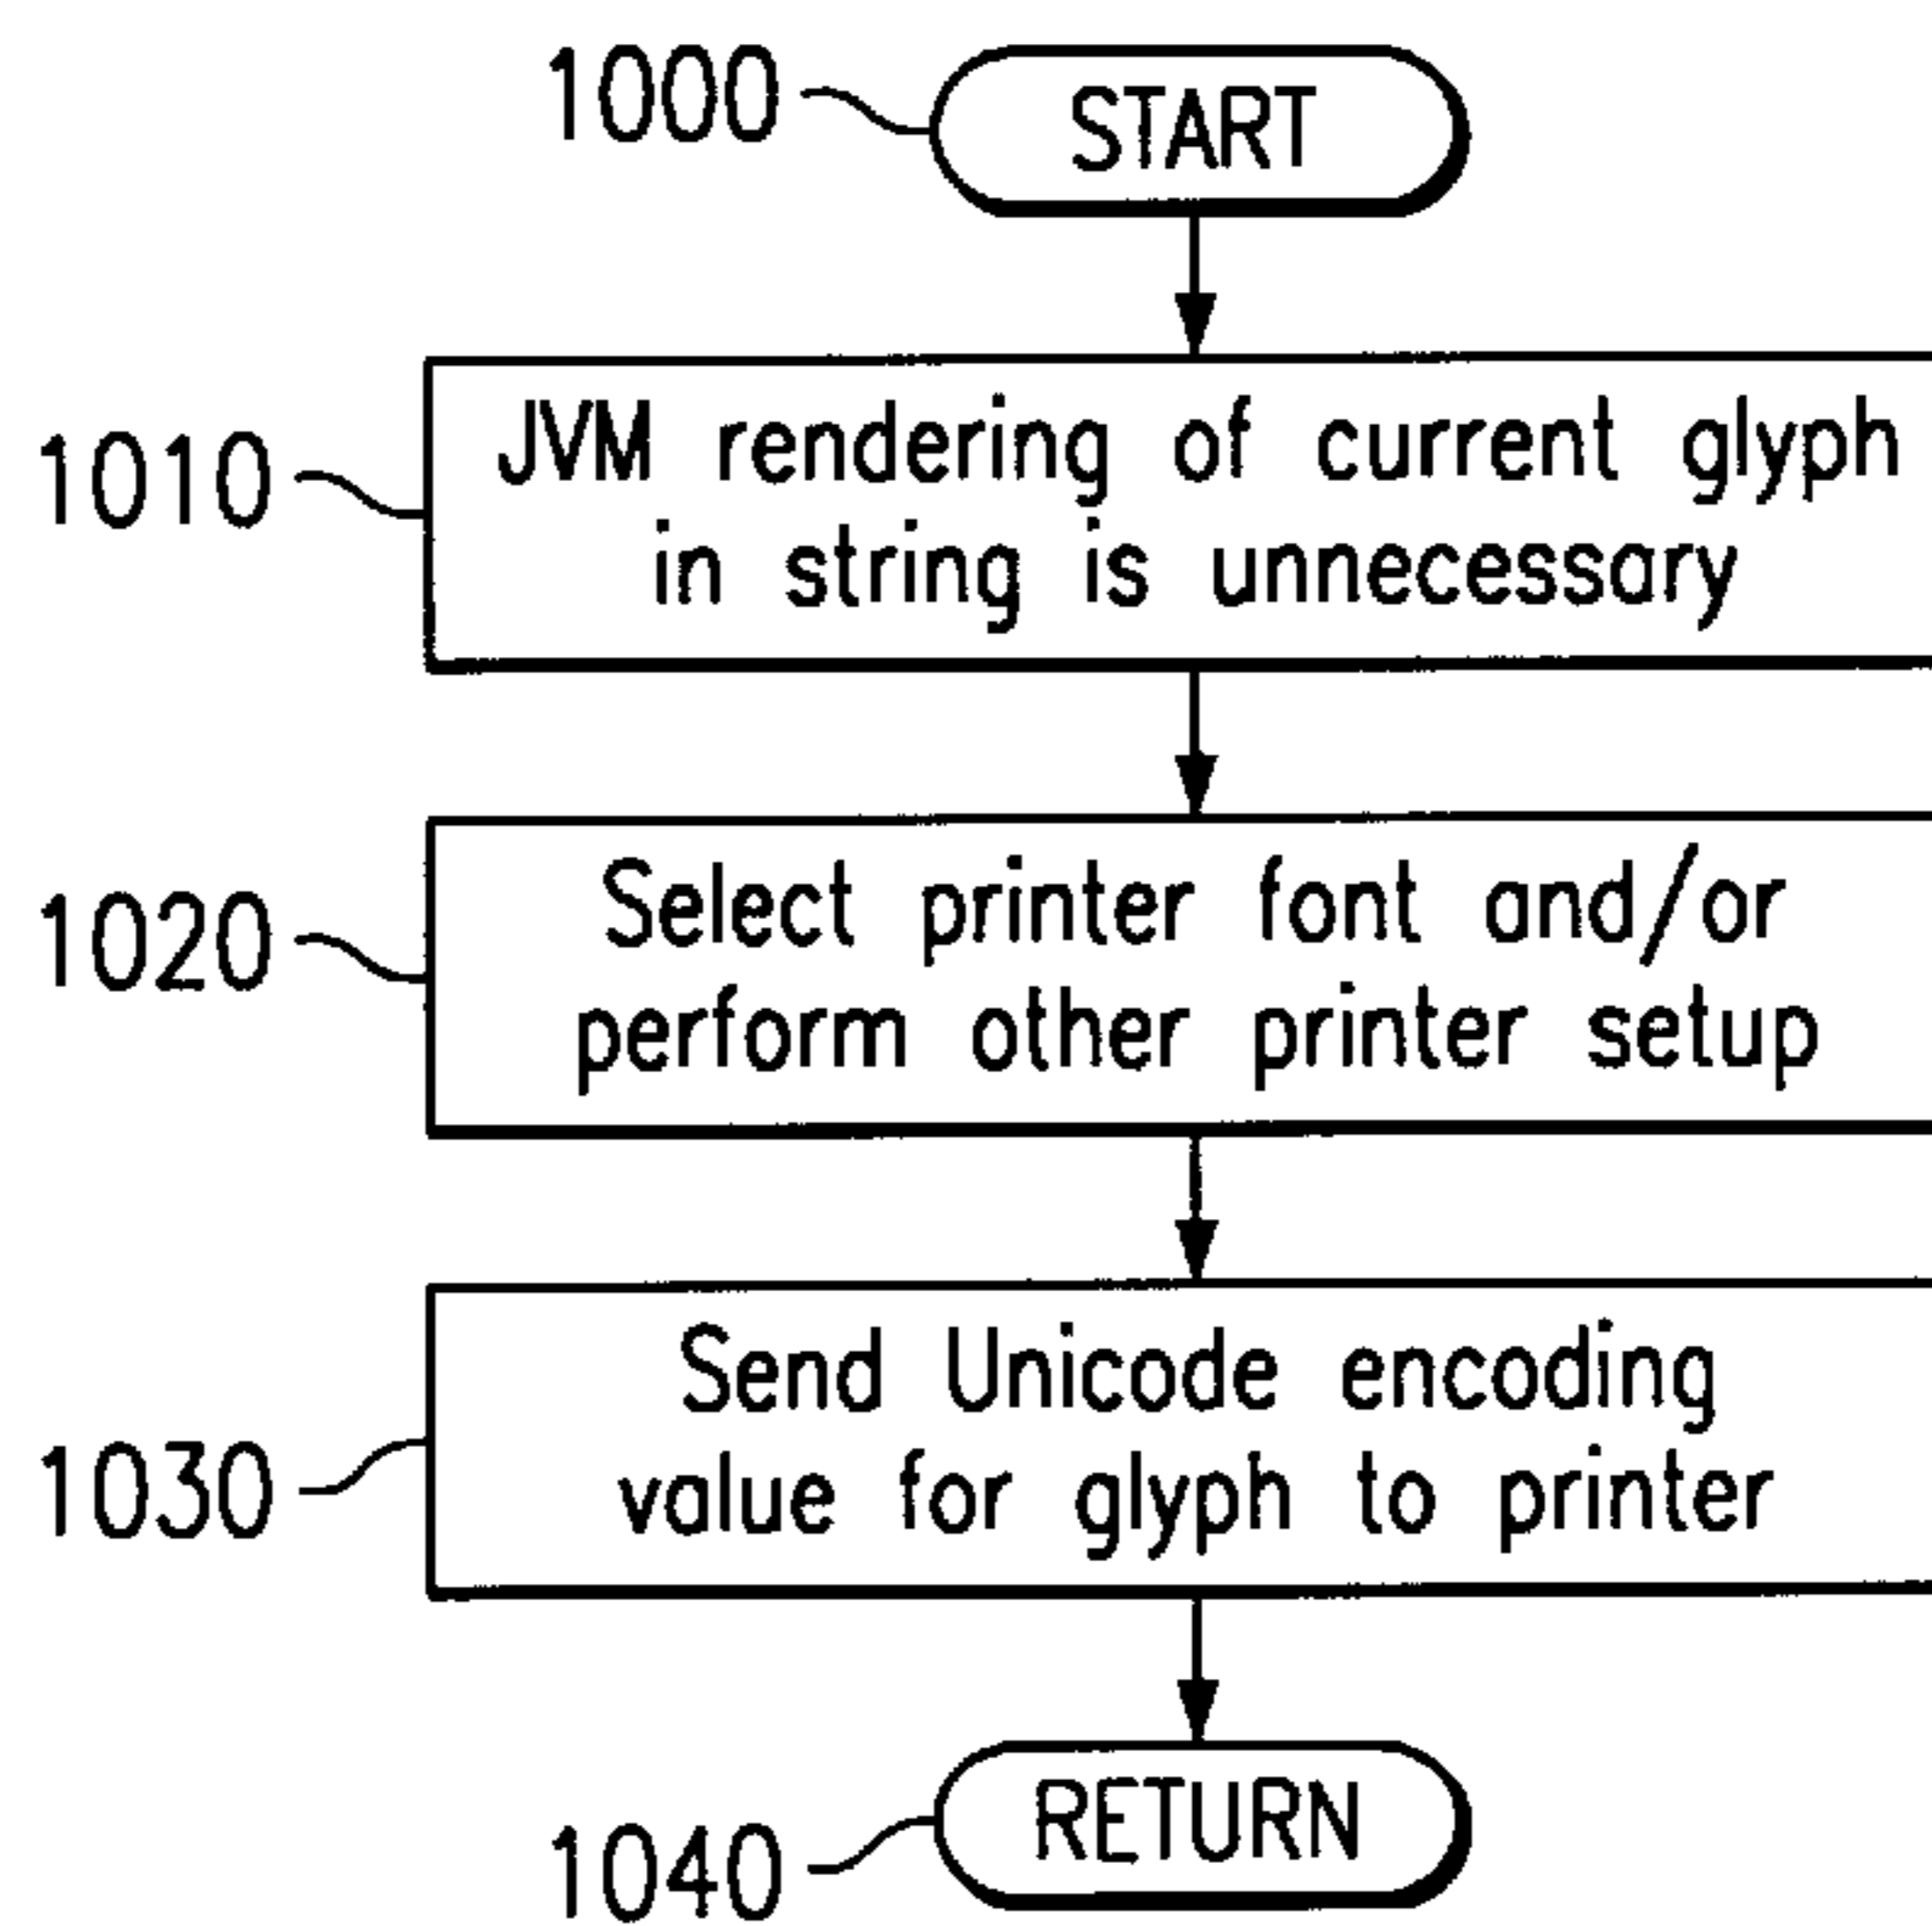 1000 START
1010 JVM rendering of current glyph
in string is unnecessary
1020 Select printer font and/or
perform other printer setup
1030 Send Unicode encoding
value for glyph to printer
1040 RETURN